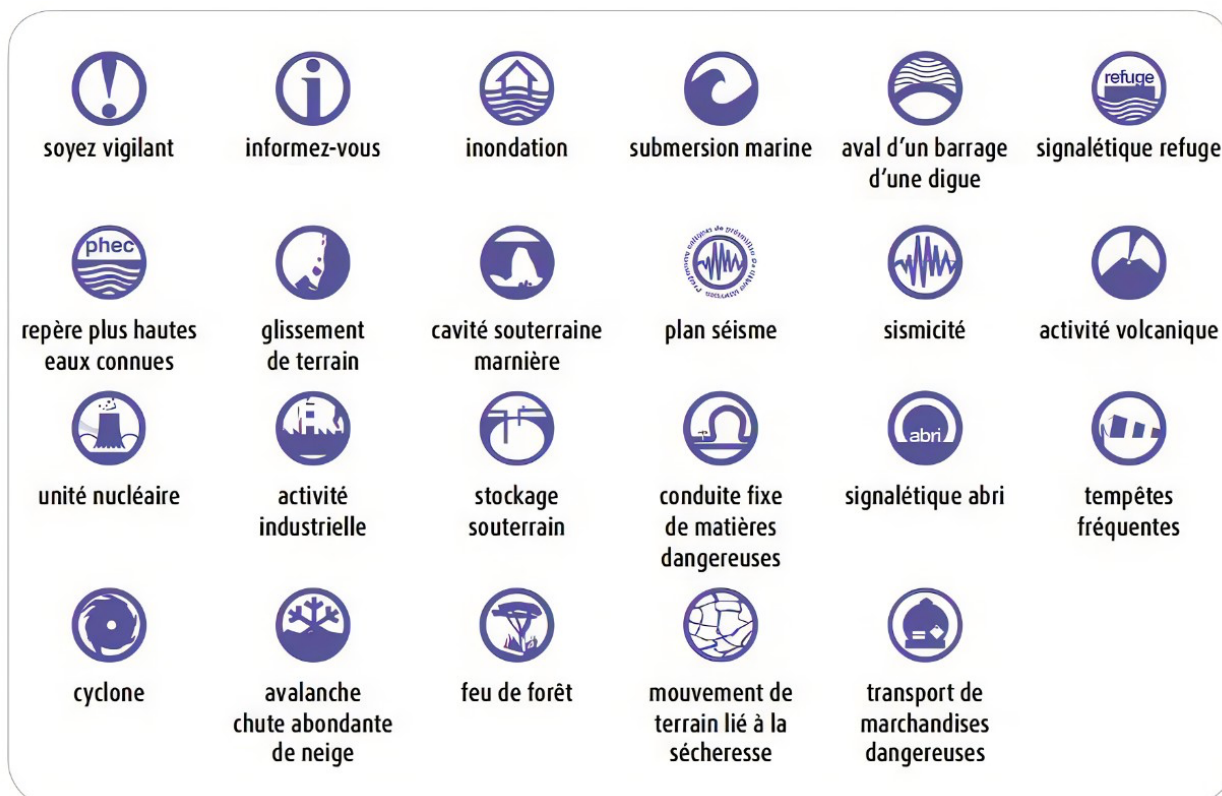 soyez vigilant
informez-vous
inondation
submersion marine
aval d'un barrage
d'une digue
refuge
signalétique refuge
phec
repère plus hautes
eaux connues
glissement
de terrain
cavité souterraine
marnière
plan séisme
sismicité
activité volcanique
unité nucléaire
activité
industrielle
stockage
souterrain
conduite fixe
de matières
dangereuses
abri
signalétique abri
tempêtes
fréquentes
cyclone
avalanche
chute abondante
de neige
feu de forêt
mouvement de
terrain lié à la
sécheresse
transport de
marchandises
dangereuses